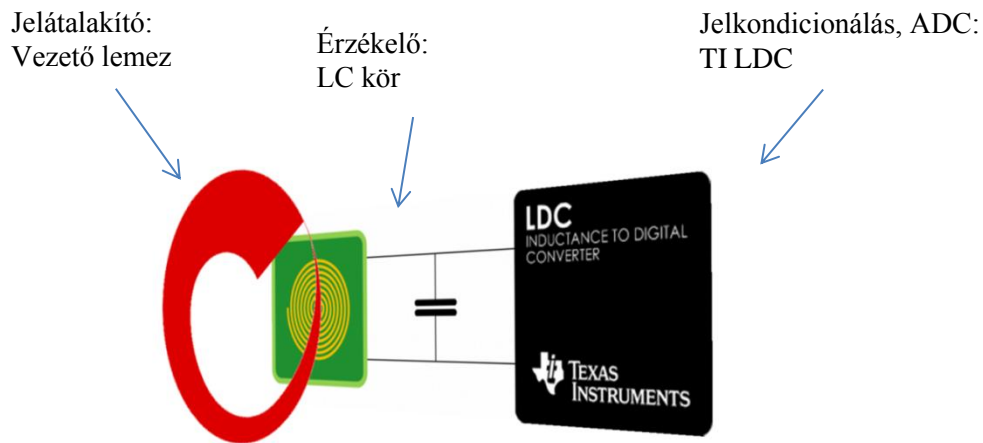 Jelátalakító:
Vezető lemez
Érzékelő:
LC kör
Jelkondicionálás, ADC:
TI LDC
LDC
INDUCTANCE TO DIGITAL
CONVERTER
TEXAS
INSTRUMENTS